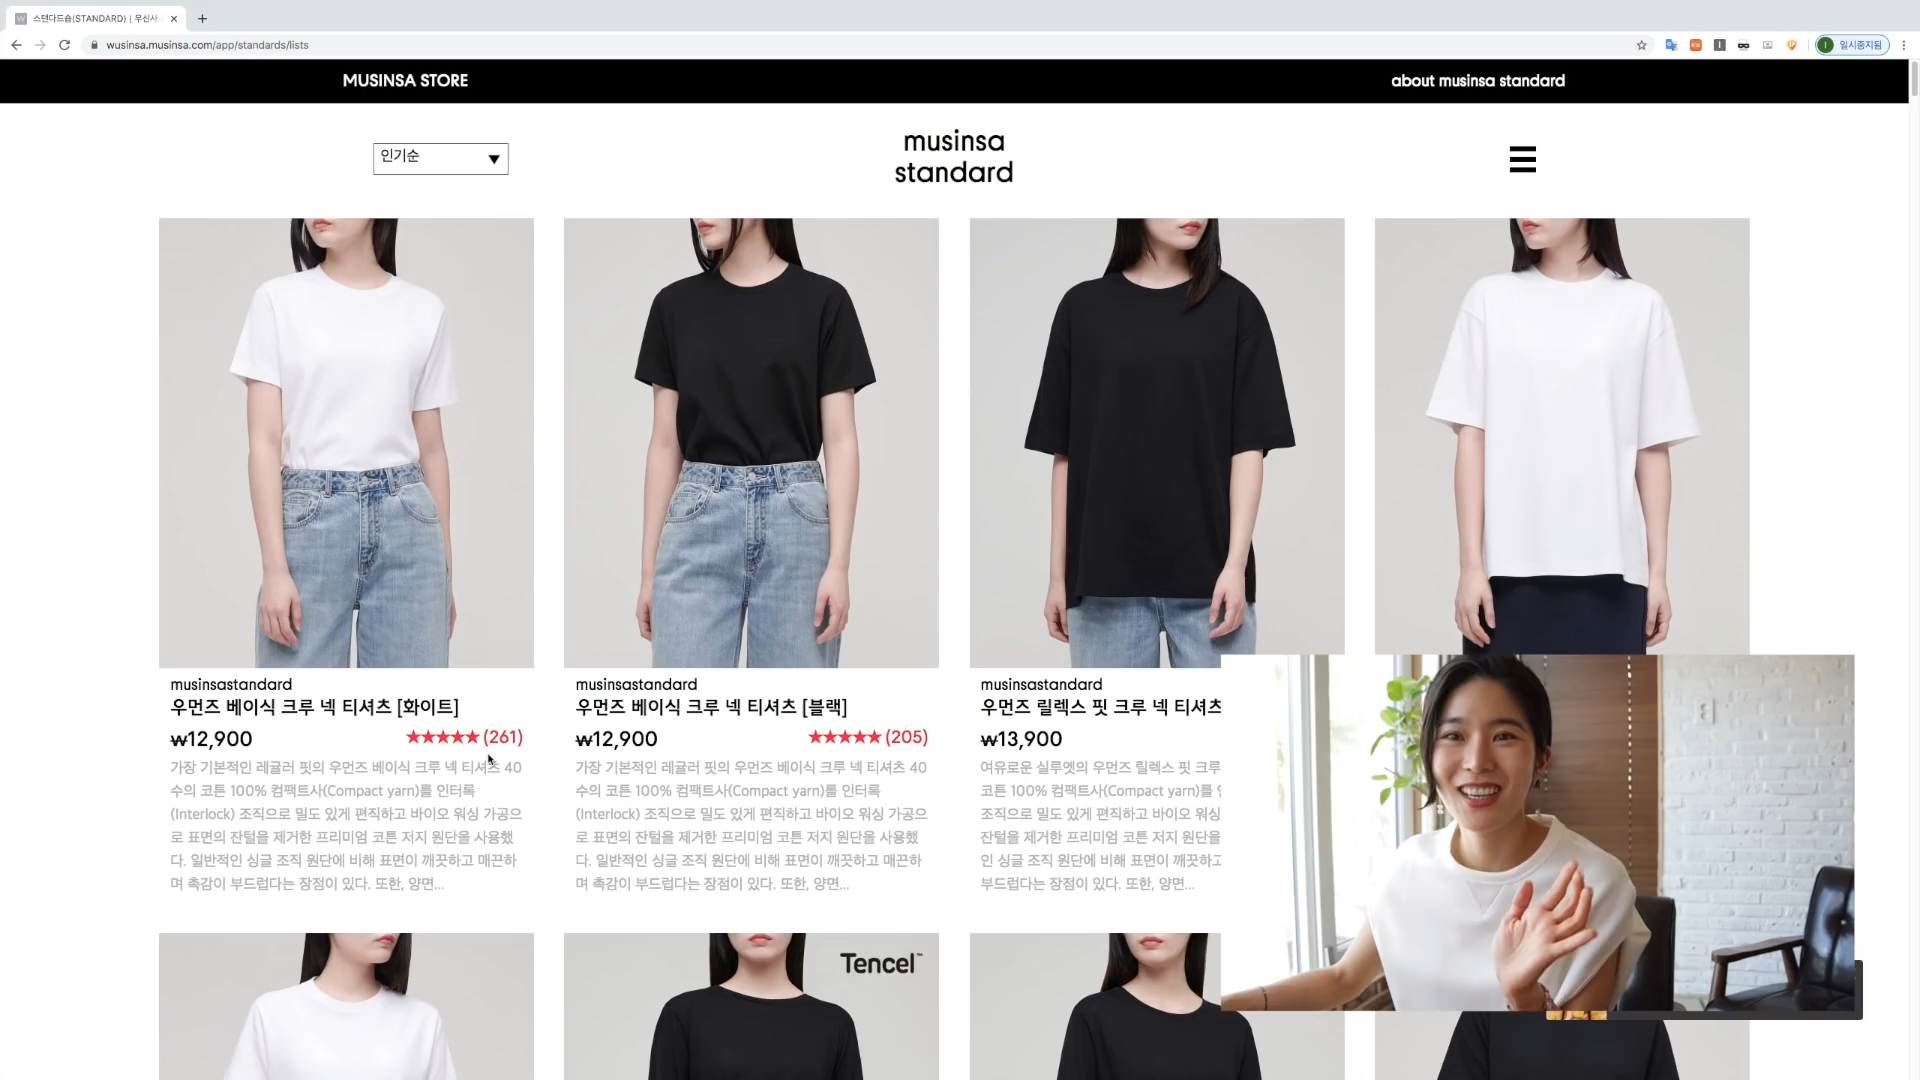 스탠다드숍(STANDARD) | 우신사
wusinsa.musinsa.com/app/standards/lists
일시중지됨
MUSINSA STORE
about musinsa standard
인기순
musinsa
standard
musinsastandard
우먼즈 베이식 크루 넥 티셔츠 [화이트]
₩12,900
★★★★★(261)
가장 기본적인 레귤러 핏의 우먼즈 베이식 크루 넥 티셔츠 40
수의 코튼 100% 컴팩트사(Compact yarn)를 인터록
(Interlock) 조직으로 밀도 있게 편직하고 바이오 워싱 가공으
로 표면의 잔털을 제거한 프리미엄 코튼 저지 원단을 사용했
다. 일반적인 싱글 조직 원단에 비해 표면이 깨끗하고 매끈하
며 촉감이 부드럽다는 장점이 있다. 또한, 양면...
musinsastandard
우먼즈 베이식 크루 넥 티셔츠 [블랙]
₩12,900
★★★★★(205)
가장 기본적인 레귤러 핏의 우먼즈 베이식 크루 넥 티셔츠 40
수의 코튼 100% 컴팩트사(Compact yarn)를 인터록
(Interlock) 조직으로 밀도 있게 편직하고 바이오 워싱 가공으
로 표면의 잔털을 제거한 프리미엄 코튼 저지 원단을 사용했
다. 일반적인 싱글 조직 원단에 비해 표면이 깨끗하고 매끈하
며 촉감이 부드럽다는 장점이 있다. 또한, 양면...
musinsastandard
우먼즈 릴렉스 핏 크루 넥 티셔츠
₩13,900
여유로운 실루엣의 우먼즈 릴렉스 핏 크루
코튼 100% 컴팩트사(Compact yarn)를
조직으로 밀도 있게 편직하고 바이오 워싱
잔털을 제거한 프리미엄 코튼 저지 원단을
인 싱글 조직 원단에 비해 표면이 깨끗하고
부드럽다는 장점이 있다. 또한, 양면...
Tencel™